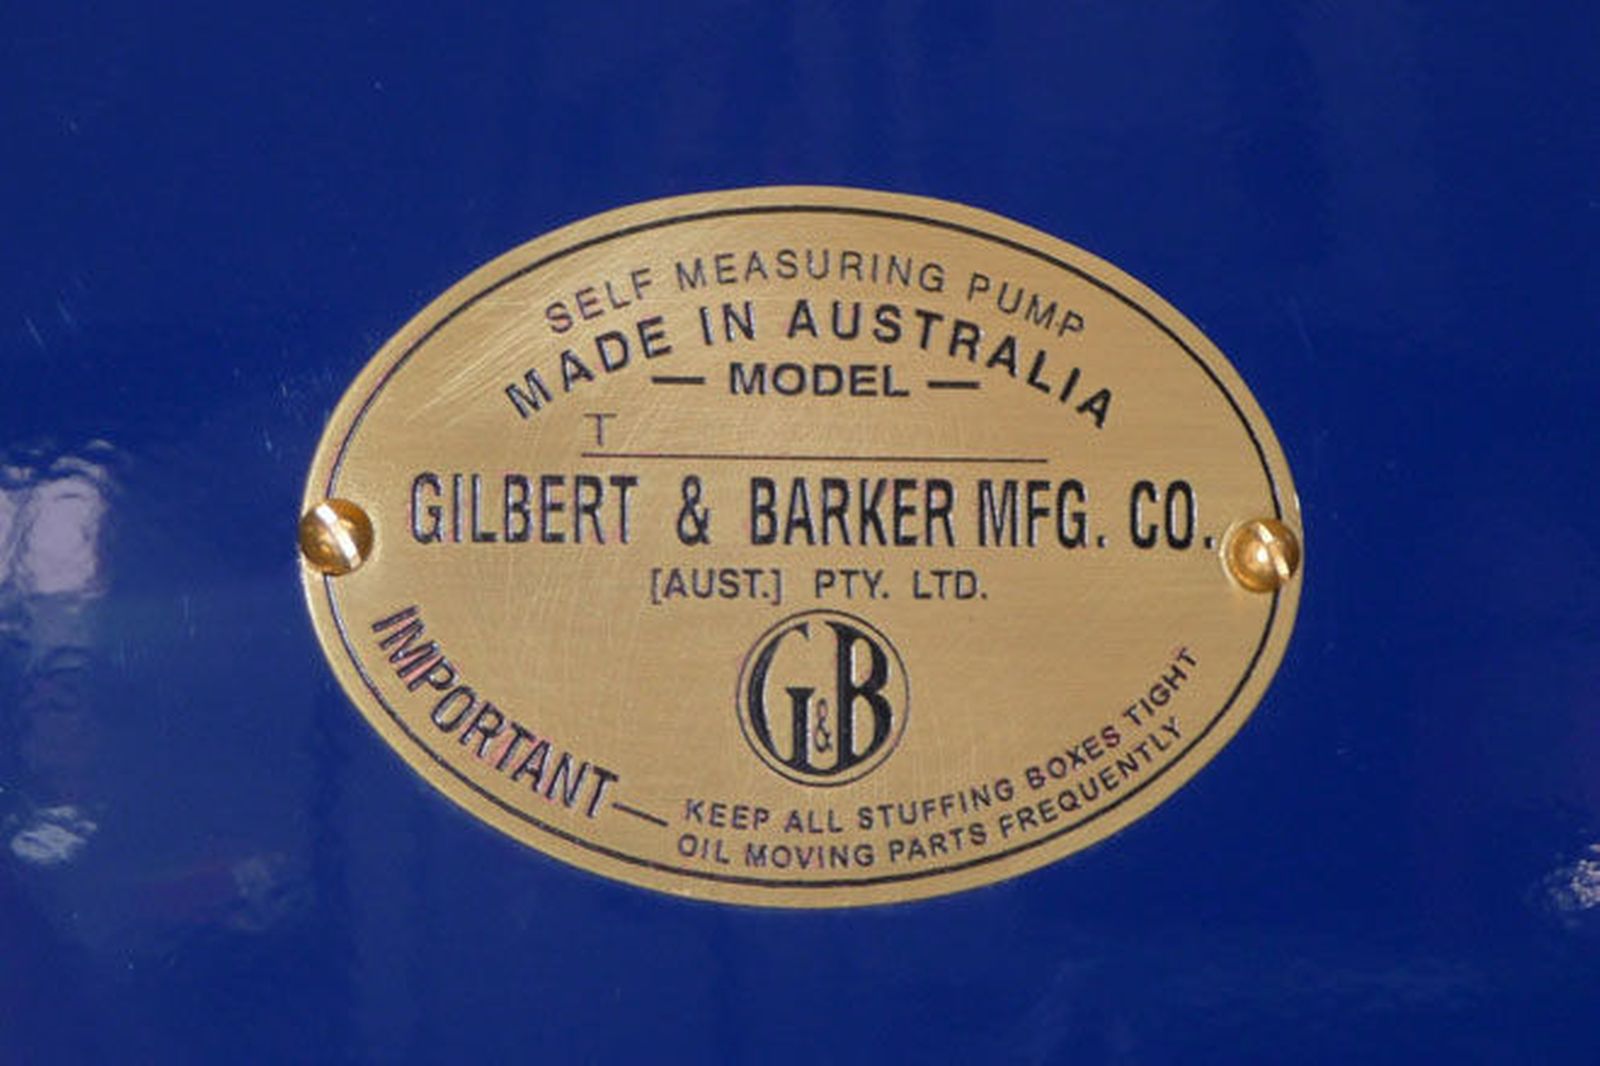 SELF MEASURING PUMP
MADE IN AUSTRALIA
— MODEL —
T
GILBERT & BARKER MFG. CO.
[AUST.] PTY. LTD.
G&B
IMPORTANT—
KEEP ALL STUFFING BOXES TIGHT
OIL MOVING PARTS FREQUENTLY